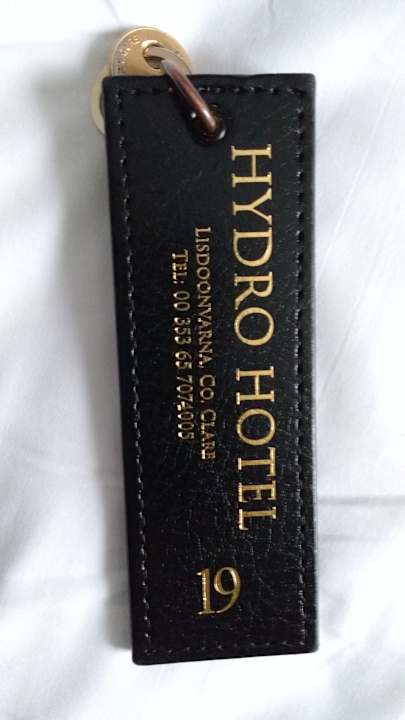 HYDRO HOTEL
LISDOONVARNA, CO, CLARE
TEL: 00 353 65 7074005
19